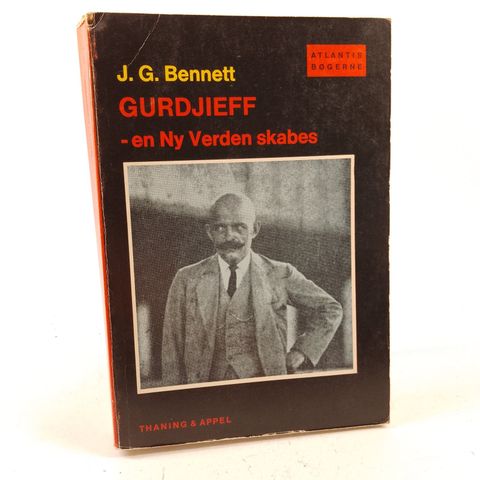 J. G. Bennett
ATLANTIS
BØGERNE
GURDJIEFF
- en Ny Verden skabes
THANING & APPEL